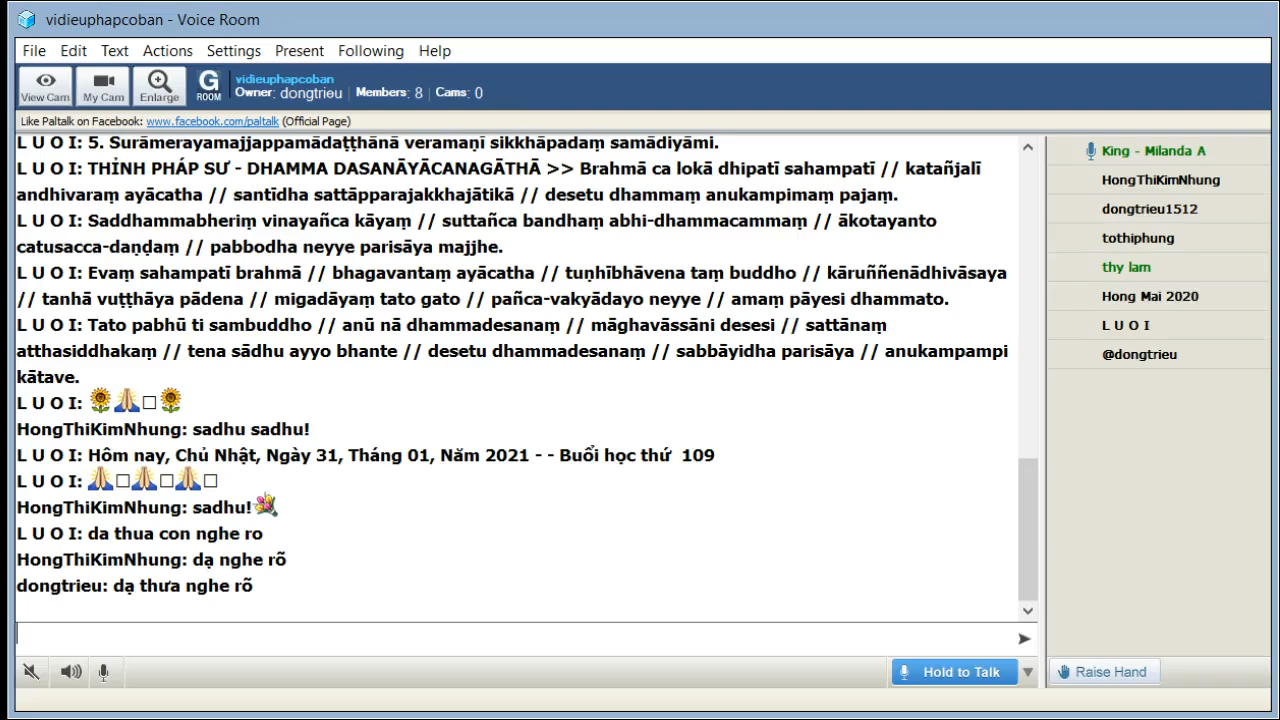 vidieuphapcoban - Voice Room
File Edit Text Actions Settings Present Following Help
View Cam My Cam Enlarge G ROOM
vidieuphapcoban
Owner: dongtrieu | Members: 8 | Cams: 0
Like Paltalk on Facebook: www.facebook.com/paltalk (Official Page)
L U O I: 5. Surāmerayamajjappamādaṭṭhānā veramaṇī sikkhāpadaṃ samādiyāmi.
L U O I: THỈNH PHÁP SƯ - DHAMMA DASANĀYĀCANAGĀTHĀ >> Brahmā ca lokā dhipatī sahampatī // katañjalī
andhivaraṃ ayācatha // santīdha sattāpparajakkhajātikā // desetu dhammaṃ anukampimaṃ pajaṃ.
L U O I: Saddhammabheriṃ vinayañca kāyaṃ // suttañca bandhaṃ abhi-dhammacammaṃ // ākotayanto
catusacca-daṇḍaṃ // pabbodha neyye parisāya majjhe.
L U O I: Evaṃ sahampatī brahmā // bhagavantaṃ ayācatha // tuṇhībhāvena taṃ buddho // kāruññenādhivāsaya
// tanhā vuṭṭhāya pādena // migadāyaṃ tato gato // pañca-vakyādayo neyye // amaṃ pāyesi dhammato.
L U O I: Tato pabhū ti sambuddho // anū nā dhammadesanaṃ // māghavāssāni desesi // sattānaṃ
atthasiddhakaṃ // tena sādhu ayyo bhante // desetu dhammadesanaṃ // sabbāyidha parisāya // anukampampi
kātave.
L U O I: 🌻🙏□🌻
HongThiKimNhung: sadhu sadhu!
L U O I: Hôm nay, Chủ Nhật, Ngày 31, Tháng 01, Năm 2021 - - Buổi học thứ 109
L U O I: 🙏□🙏□🙏□
HongThiKimNhung: sadhu!💐
L U O I: da thua con nghe ro
HongThiKimNhung: dạ nghe rõ
dongtrieu: dạ thưa nghe rõ
Hold to Talk
King - Milanda A
HongThiKimNhung
dongtrieu1512
tothiphung
thy lam
Hong Mai 2020
L U O I
@dongtrieu
Raise Hand